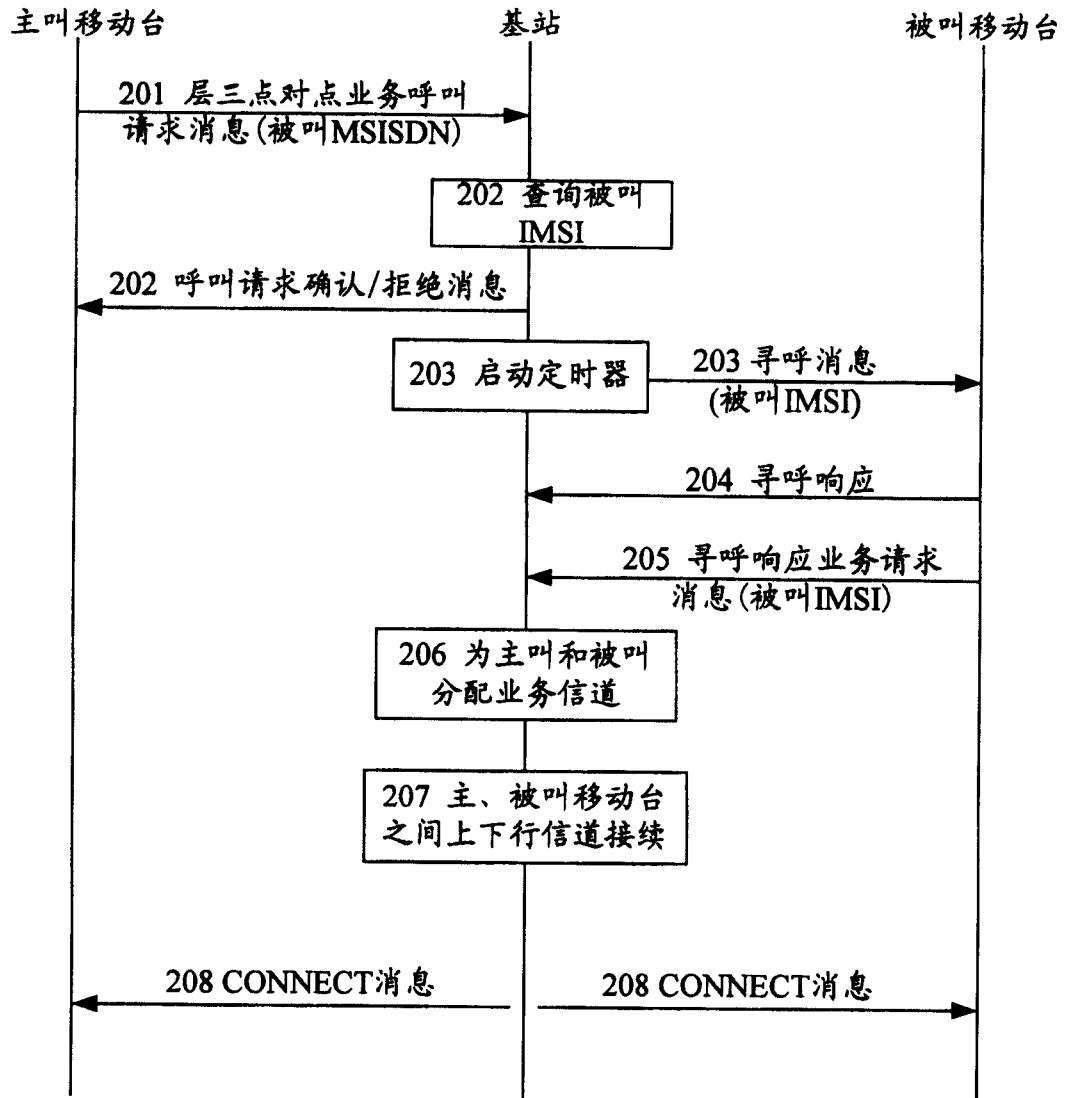 主叫移动台
基站
被叫移动台
201 层三点对点业务呼叫
请求消息(被叫MSISDN)
202 查询被叫
IMSI
202 呼叫请求确认/拒绝消息
203 启动定时器
203 寻呼消息
(被叫IMSI)
204 寻呼响应
205 寻呼响应业务请求
消息(被叫IMSI)
206 为主叫和被叫
分配业务信道
207 主、被叫移动台
之间上下行信道接续
208 CONNECT消息
208 CONNECT消息